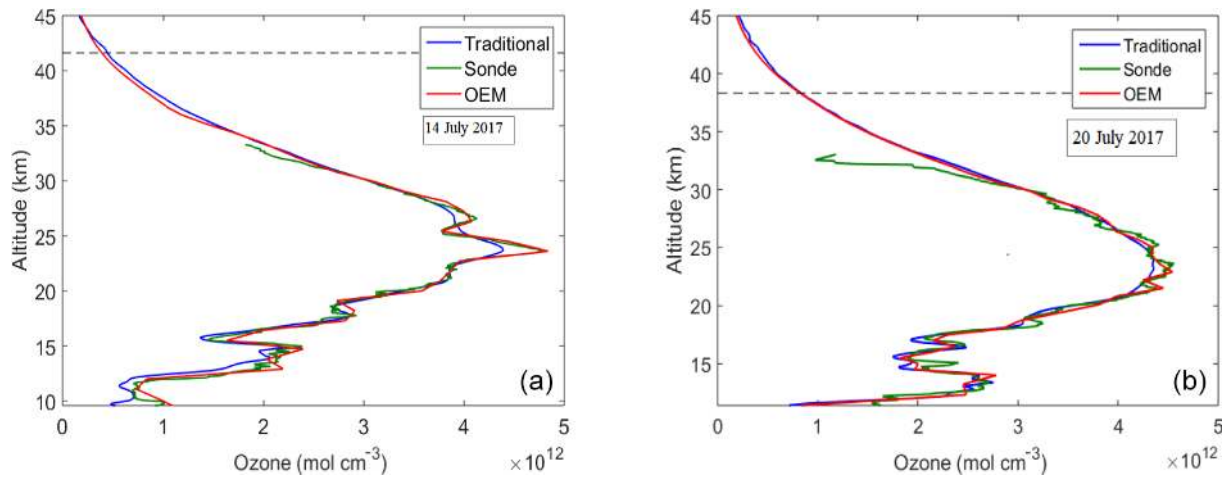 45
40
35
30
25
20
15
10
Altitude (km)
0 1 2 3 4 5
Ozone (mol cm⁻³)
×10¹²
Traditional
Sonde
OEM
14 July 2017
(a)
45
40
35
30
25
20
15
Altitude (km)
0 1 2 3 4 5
Ozone (mol cm⁻³)
×10¹²
Traditional
Sonde
OEM
20 July 2017
(b)